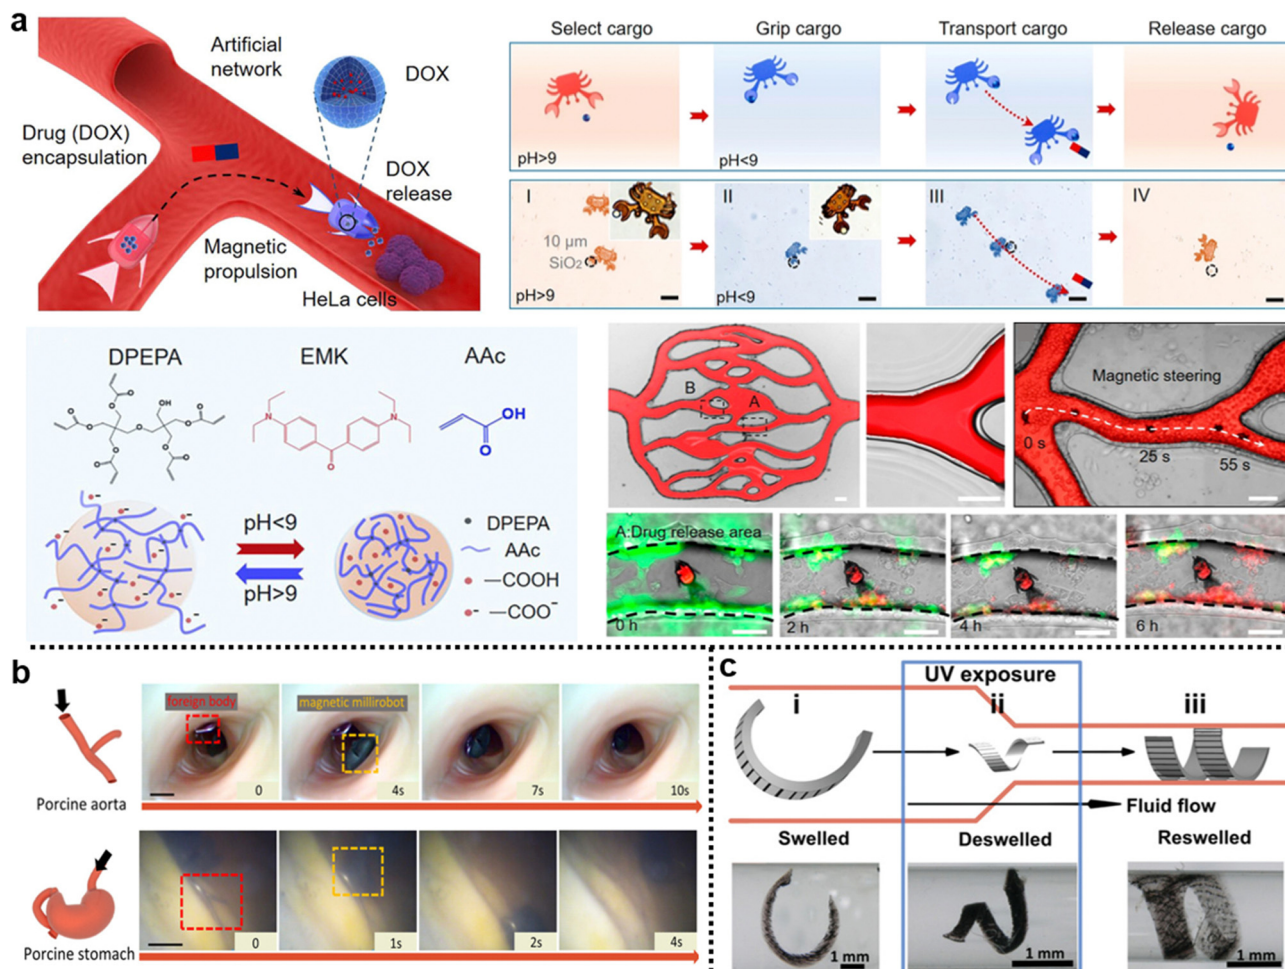 a
Artificial
network
DOX
Drug (DOX)
encapsulation
DOX
release
Magnetic
propulsion
HeLa cells
Select cargo
Grip cargo
Transport cargo
Release cargo
pH>9
pH<9
I
II
III
IV
10 µm
SiO₂
pH>9
pH<9
DPEPA
EMK
AAc
OH
O
O
O
O
O
O
O
O
O
O
O
N
N
O
OH
O
pH<9
pH>9
DPEPA
AAc
—COOH
—COO⁻
B
A
Magnetic steering
0 s
25 s
55 s
A:Drug release area
0 h
2 h
4 h
6 h
b
foreign body
magnetic millirobot
0
4s
7s
10s
Porcine aorta
0
1s
2s
4s
Porcine stomach
c
UV exposure
i
ii
iii
Fluid flow
Swelled
Deswelled
Reswelled
1 mm
1 mm
1 mm